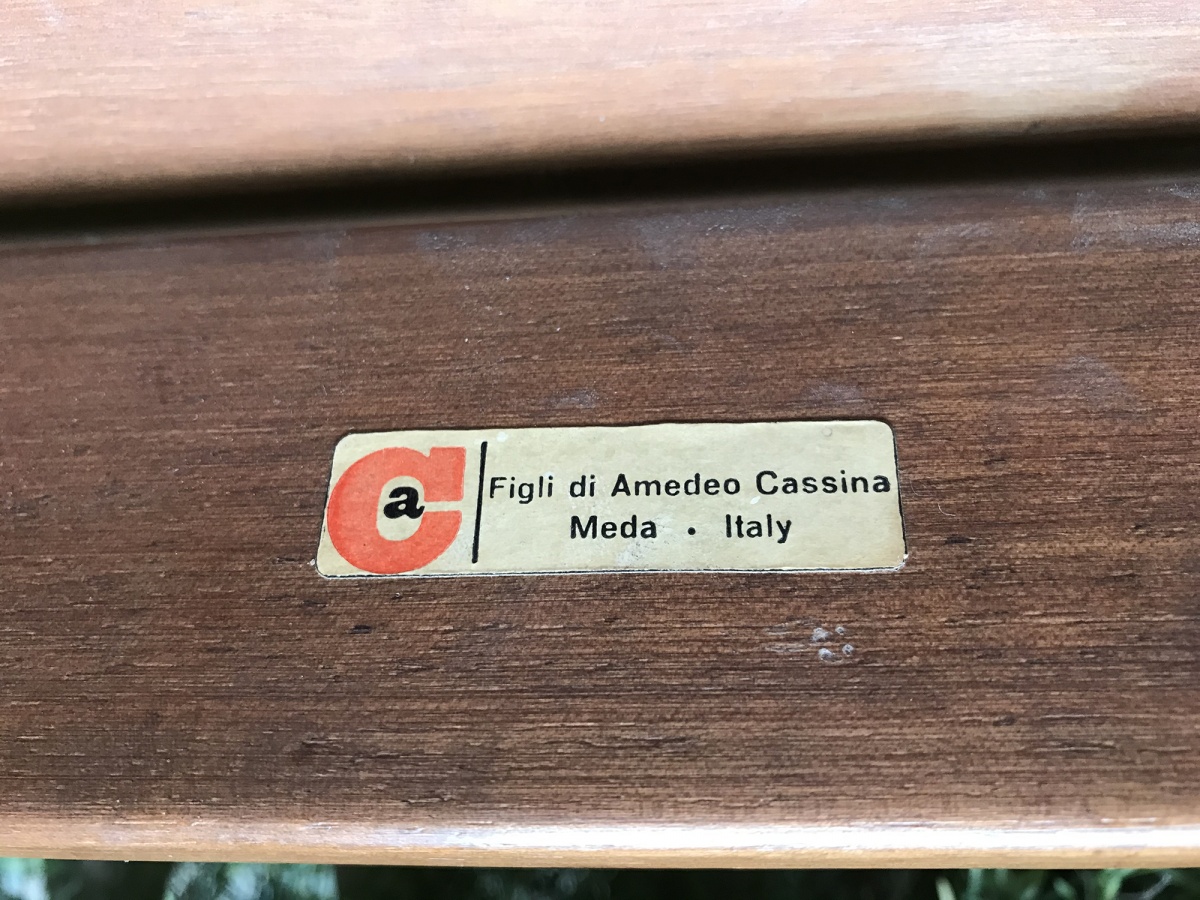 Ca
Figli di Amedeo Cassina
Meda • Italy